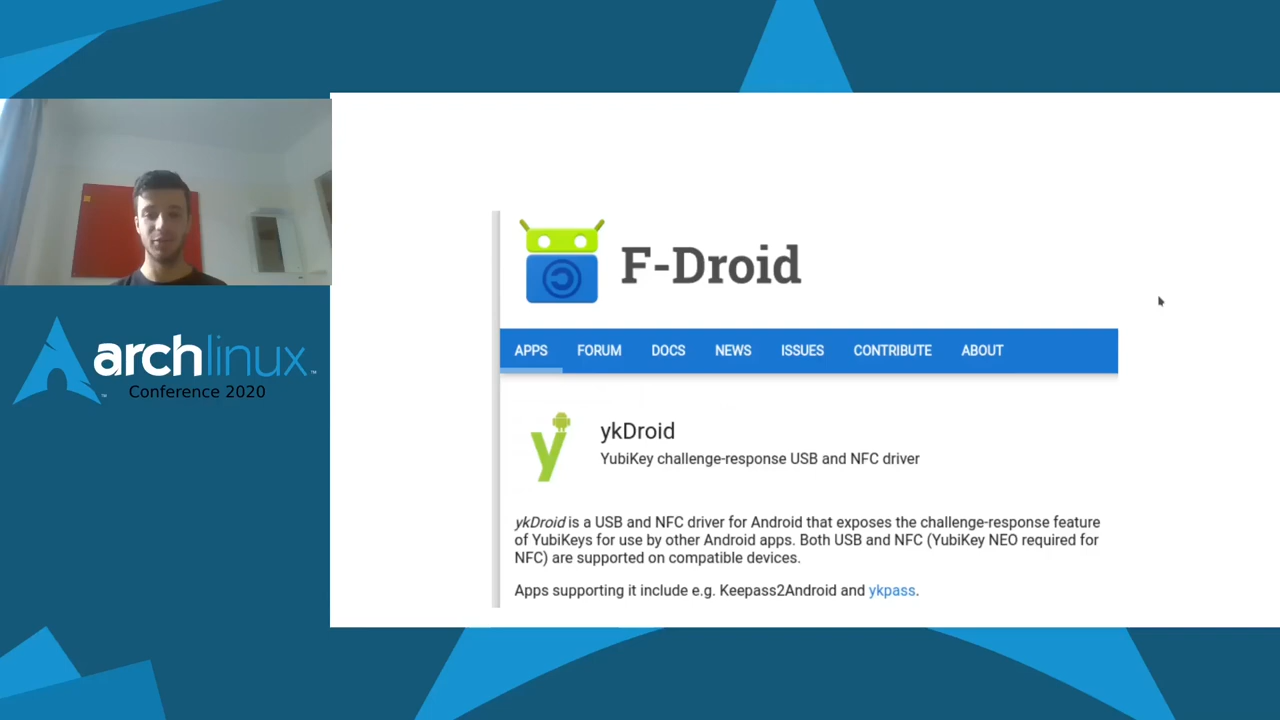 archlinux™
™
Conference 2020
F-Droid
APPS FORUM DOCS NEWS ISSUES CONTRIBUTE ABOUT
ykDroid
YubiKey challenge-response USB and NFC driver
ykDroid is a USB and NFC driver for Android that exposes the challenge-response feature
of YubiKeys for use by other Android apps. Both USB and NFC (YubiKey NEO required for
NFC) are supported on compatible devices.
Apps supporting it include e.g. Keepass2Android and ykpass.